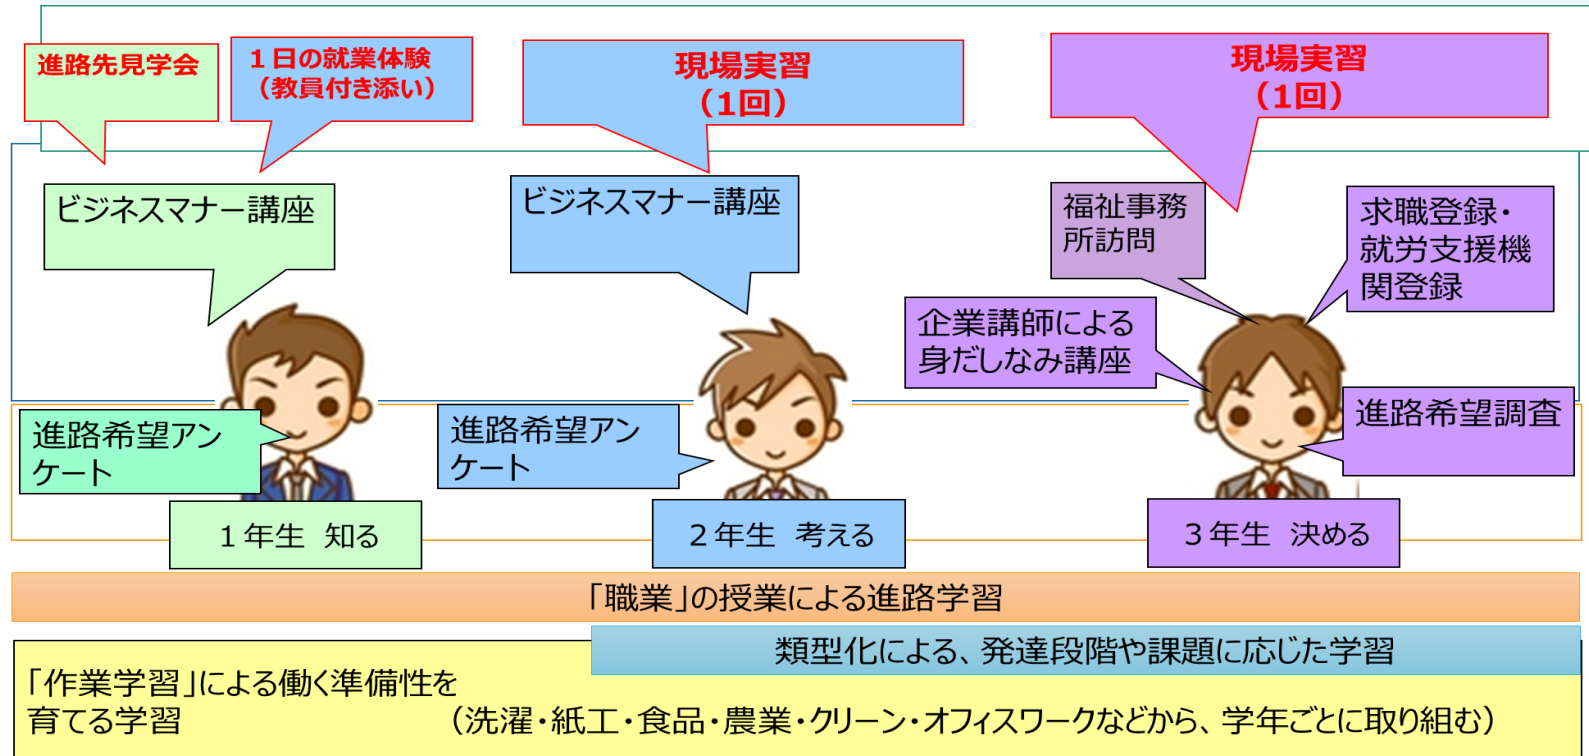 進路先見学会
１日の就業体験
（教員付き添い）
現場実習
（1回）
現場実習
（1回）
ビジネスマナー講座
ビジネスマナー講座
福祉事務
所訪問
求職登録・
就労支援機
関登録
企業講師による
身だしなみ講座
進路希望アン
ケート
進路希望アン
ケート
進路希望調査
１年生　知る
２年生　考える
３年生　決める
「職業」の授業による進路学習
類型化による、発達段階や課題に応じた学習
「作業学習」による働く準備性を
育てる学習　　　　　　　　　（洗濯・紙工・食品・農業・クリーン・オフィスワークなどから、学年ごとに取り組む）